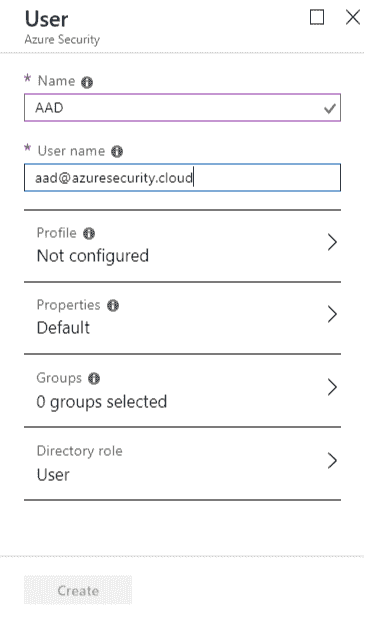 User
Azure Security
* Name
AAD
* User name
aad@azuresecurity.cloud
Profile
Not configured
Properties
Default
Groups
0 groups selected
Directory role
User
Create